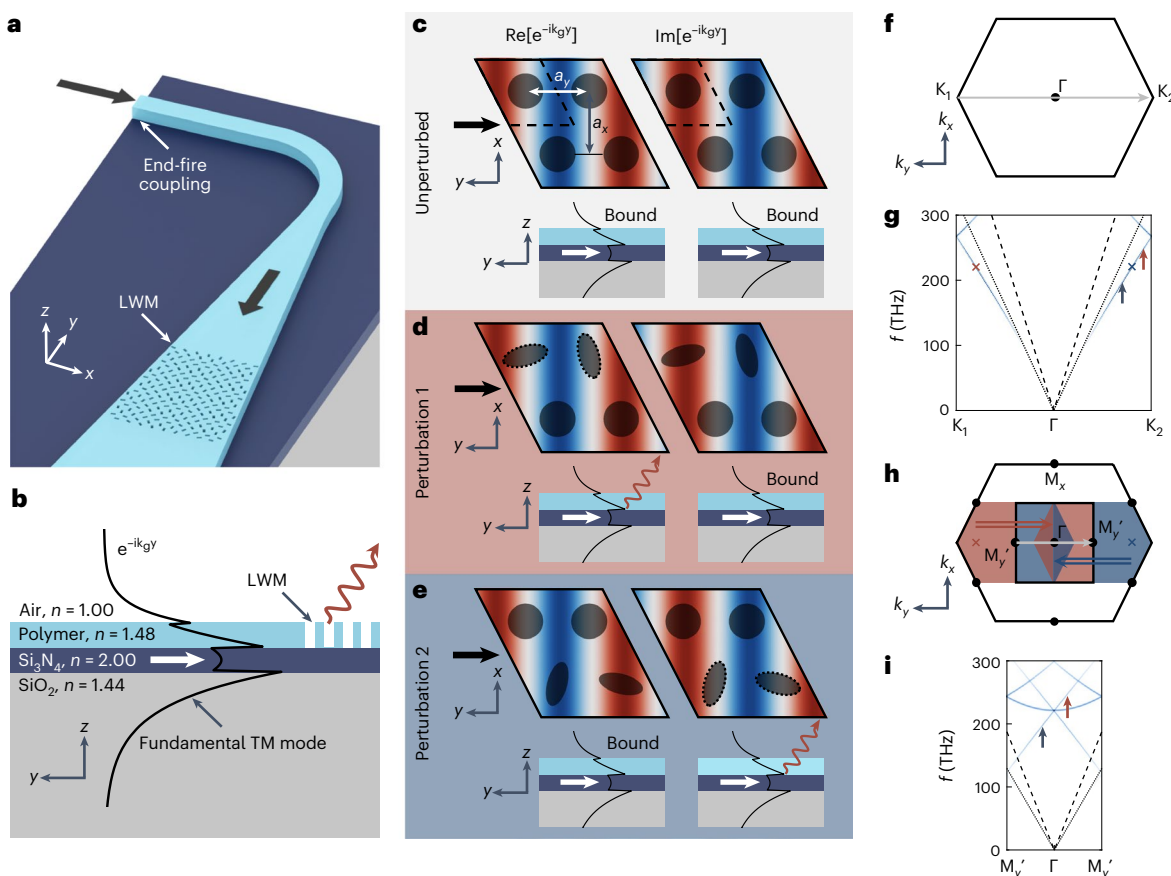 a
End-fire
coupling
LWM
z
y
x
b
e^{−ik_g y}
LWM
Air, n = 1.00
Polymer, n = 1.48
Si₃N₄, n = 2.00
SiO₂, n = 1.44
z
y
Fundamental TM mode
c
Re[e^{−ik_g y}]
Im[e^{−ik_g y}]
Unperturbed
a_y
a_x
x
y
Bound
Bound
z
y
d
Perturbation 1
x
y
Bound
z
y
e
Perturbation 2
x
y
Bound
z
y
f
K₁
Γ
K₂
k_x
k_y
g
f (THz)
300
200
100
0
K₁
Γ
K₂
h
M_x
M_y′
Γ
M_y′
k_x
k_y
i
f (THz)
300
200
100
0
M_y′
Γ
M_y′